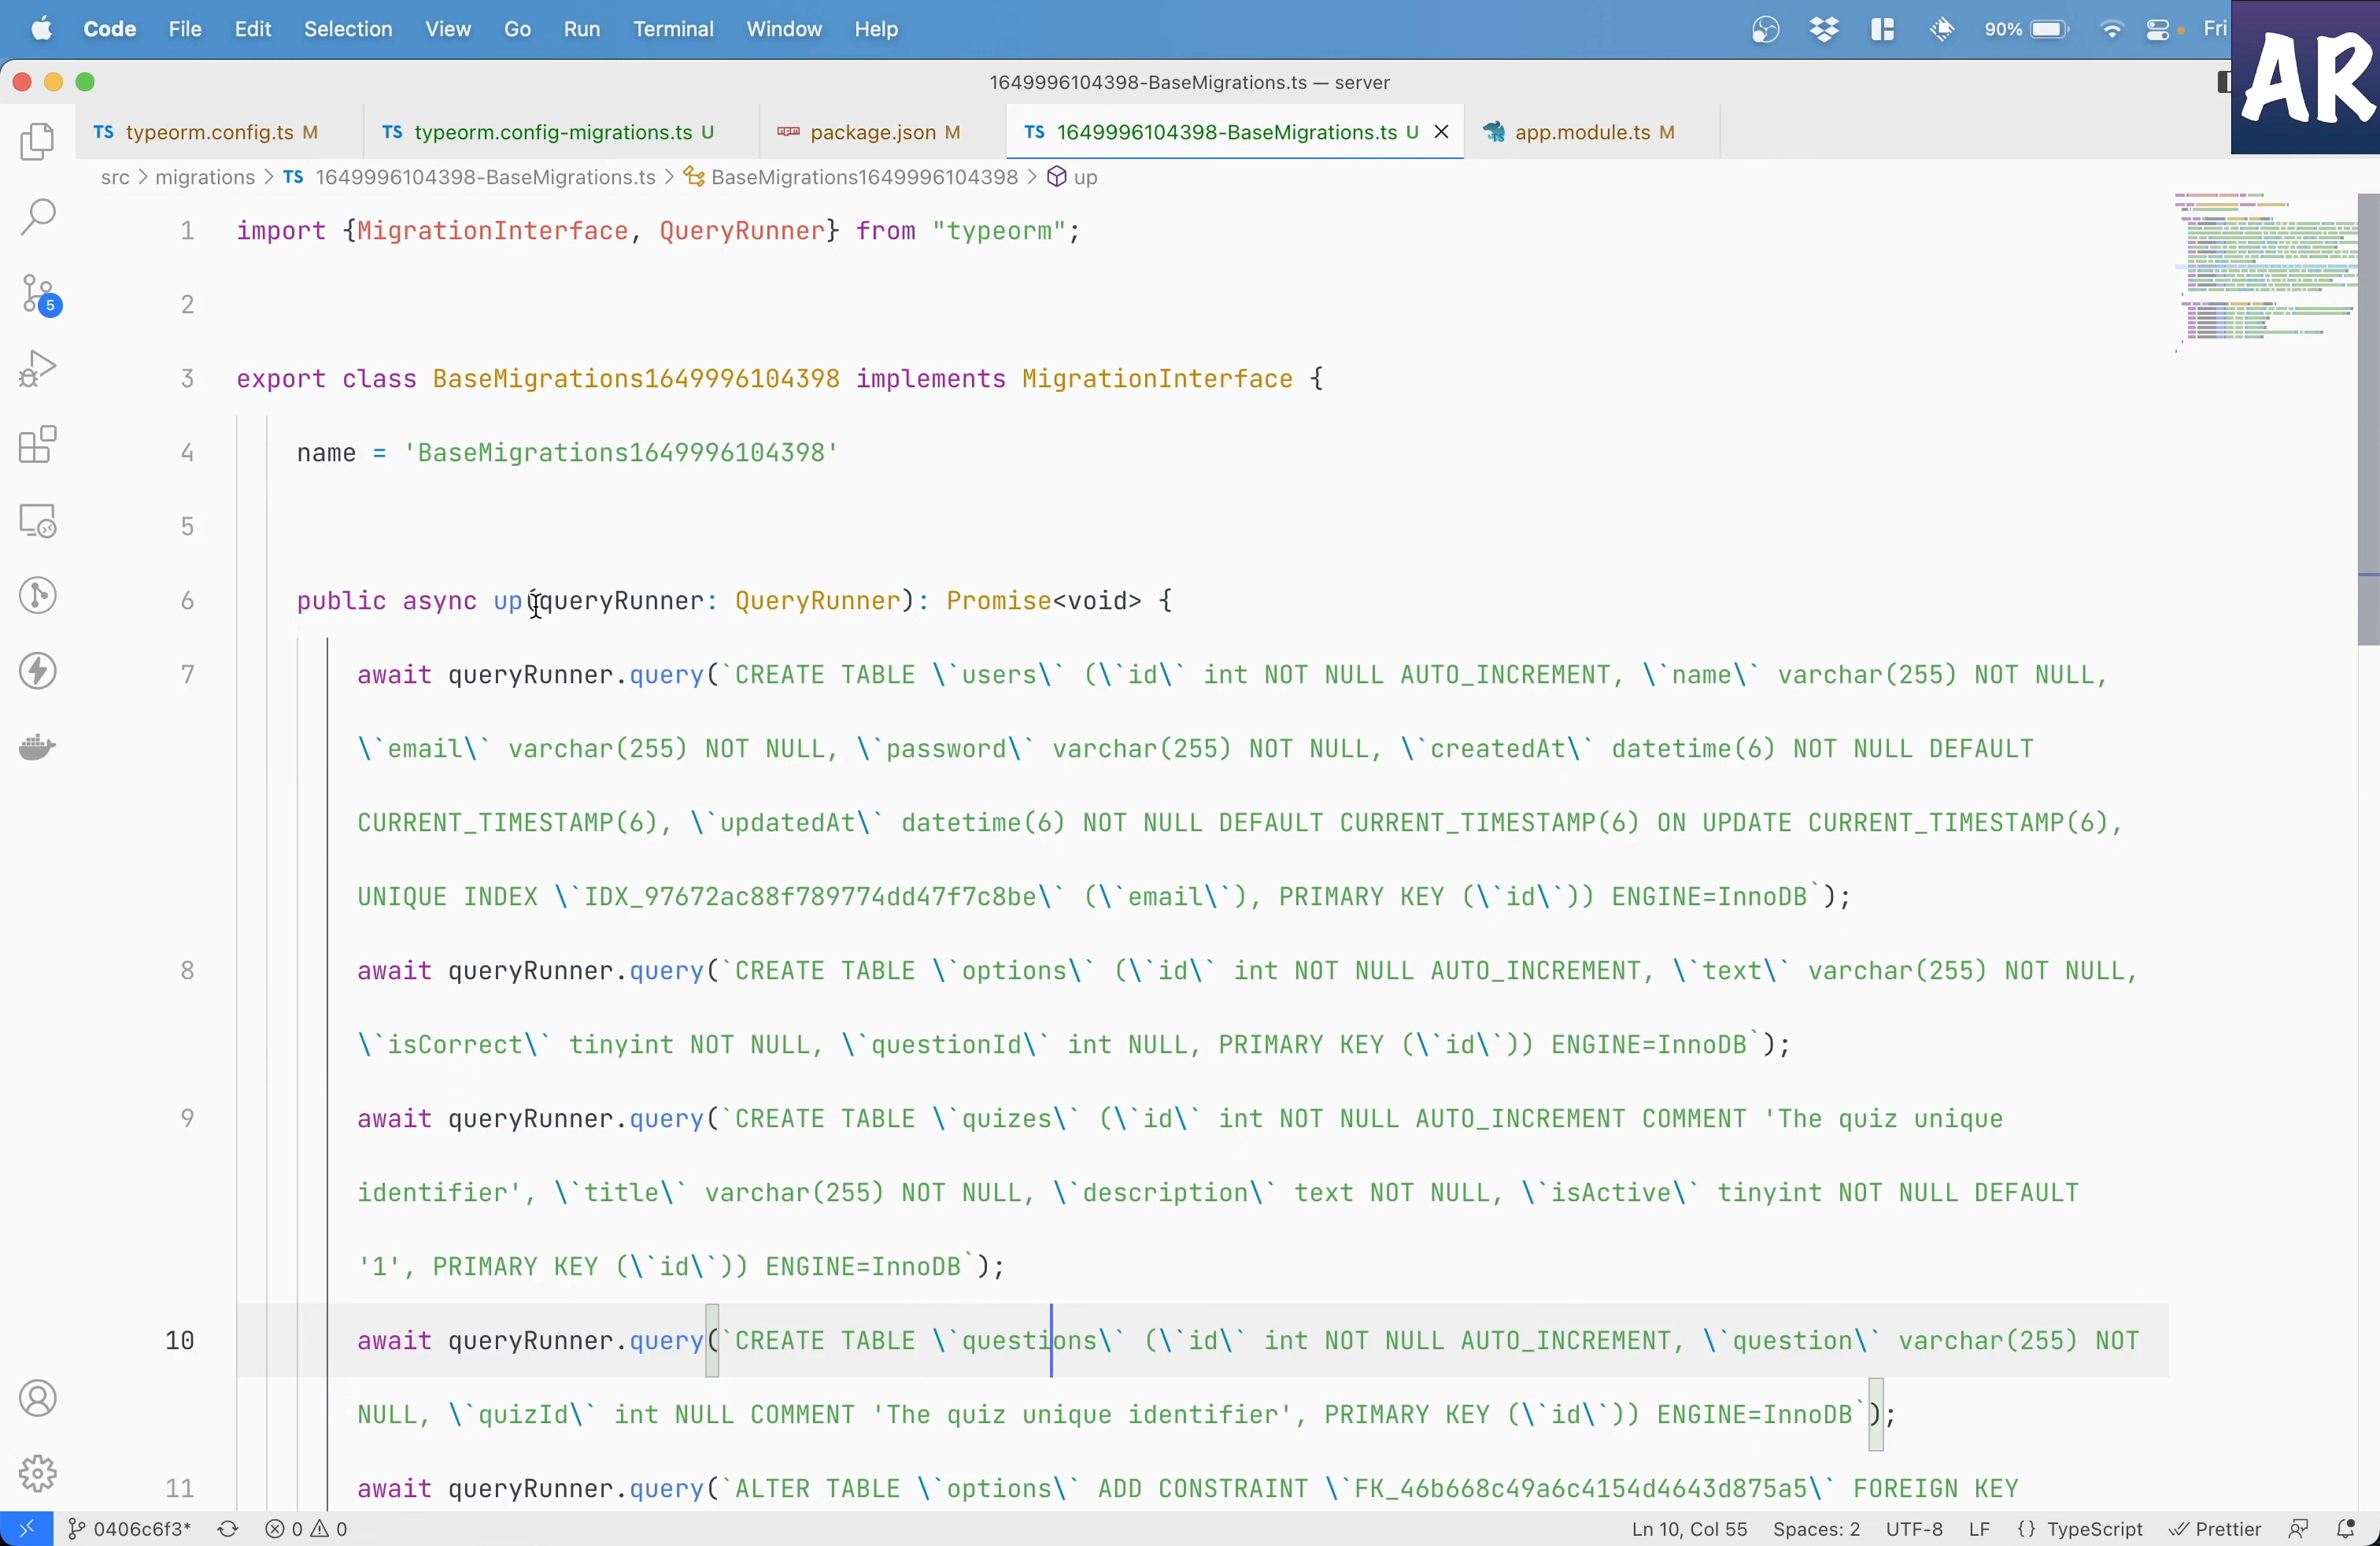 Code File Edit Selection View Go Run Terminal Window Help 90% Fri
AR
1649996104398-BaseMigrations.ts — server
TS typeorm.config.ts M TS typeorm.config-migrations.ts U package.json M TS 1649996104398-BaseMigrations.ts U app.module.ts M
src > migrations > TS 1649996104398-BaseMigrations.ts > BaseMigrations1649996104398 > up
1 import {MigrationInterface, QueryRunner} from "typeorm";
2
3 export class BaseMigrations1649996104398 implements MigrationInterface {
4 name = 'BaseMigrations1649996104398'
5
5
6 public async up(queryRunner: QueryRunner): Promise<void> {
7 await queryRunner.query(`CREATE TABLE \`users\` (\`id\` int NOT NULL AUTO_INCREMENT, \`name\` varchar(255) NOT NULL,
\`email\` varchar(255) NOT NULL, \`password\` varchar(255) NOT NULL, \`createdAt\` datetime(6) NOT NULL DEFAULT
CURRENT_TIMESTAMP(6), \`updatedAt\` datetime(6) NOT NULL DEFAULT CURRENT_TIMESTAMP(6) ON UPDATE CURRENT_TIMESTAMP(6),
UNIQUE INDEX \`IDX_97672ac88f789774dd47f7c8be\` (\`email\`), PRIMARY KEY (\`id\`)) ENGINE=InnoDB`);
8 await queryRunner.query(`CREATE TABLE \`options\` (\`id\` int NOT NULL AUTO_INCREMENT, \`text\` varchar(255) NOT NULL,
\`isCorrect\` tinyint NOT NULL, \`questionId\` int NULL, PRIMARY KEY (\`id\`)) ENGINE=InnoDB`);
9 await queryRunner.query(`CREATE TABLE \`quizes\` (\`id\` int NOT NULL AUTO_INCREMENT COMMENT 'The quiz unique
identifier', \`title\` varchar(255) NOT NULL, \`description\` text NOT NULL, \`isActive\` tinyint NOT NULL DEFAULT
'1', PRIMARY KEY (\`id\`)) ENGINE=InnoDB`);
10 await queryRunner.query(`CREATE TABLE \`questions\` (\`id\` int NOT NULL AUTO_INCREMENT, \`question\` varchar(255) NOT
NULL, \`quizId\` int NULL COMMENT 'The quiz unique identifier', PRIMARY KEY (\`id\`)) ENGINE=InnoDB`);
11 await queryRunner.query(`ALTER TABLE \`options\` ADD CONSTRAINT \`FK_46b668c49a6c4154d4643d875a5\` FOREIGN KEY
0406c6f3* 0 0 Ln 10, Col 55 Spaces: 2 UTF-8 LF {} TypeScript Prettier